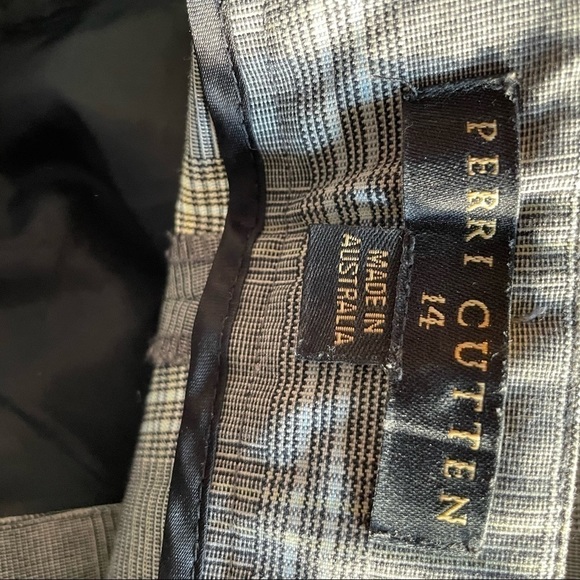 PERRI CUTTEN
14
MADE IN
AUSTRALIA